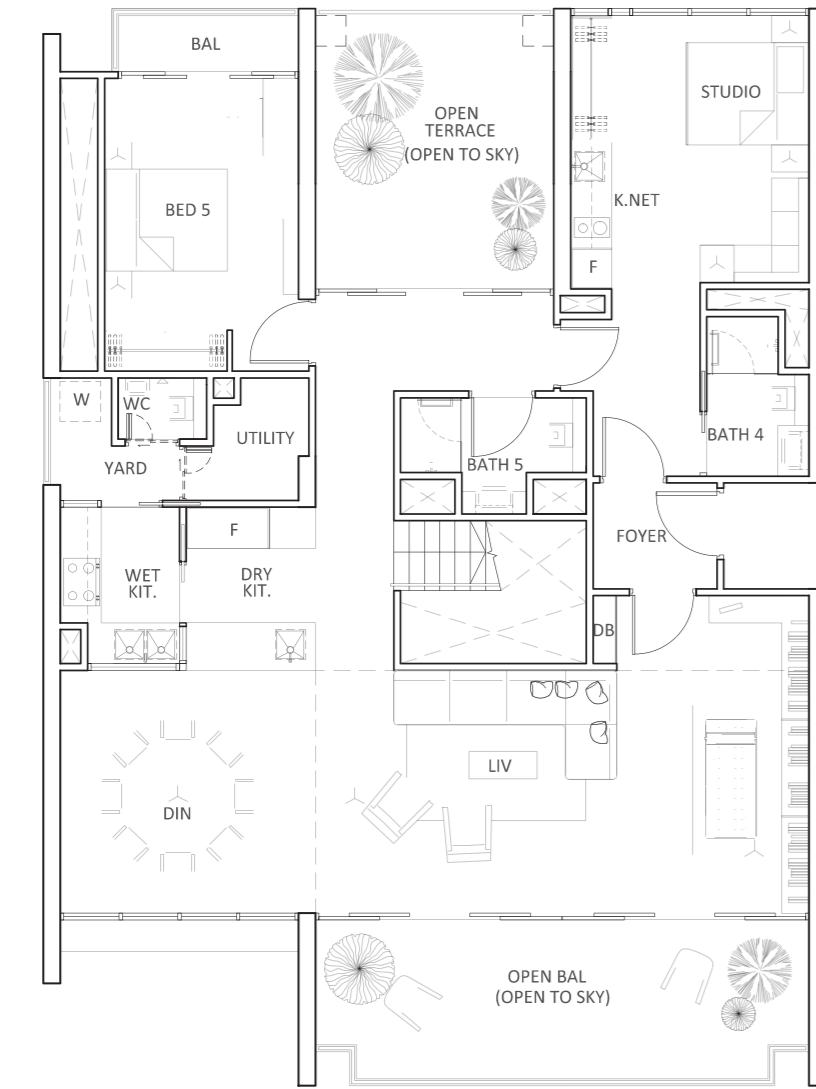 BAL
STUDIO
OPEN
TERRACE
(OPEN TO SKY)
BED 5
K.NET
F
W
WC
UTILITY
YARD
BATH 5
BATH 4
F
FOYER
WET
KIT.
DRY
KIT.
DB
LIV
DIN
OPEN BAL
(OPEN TO SKY)